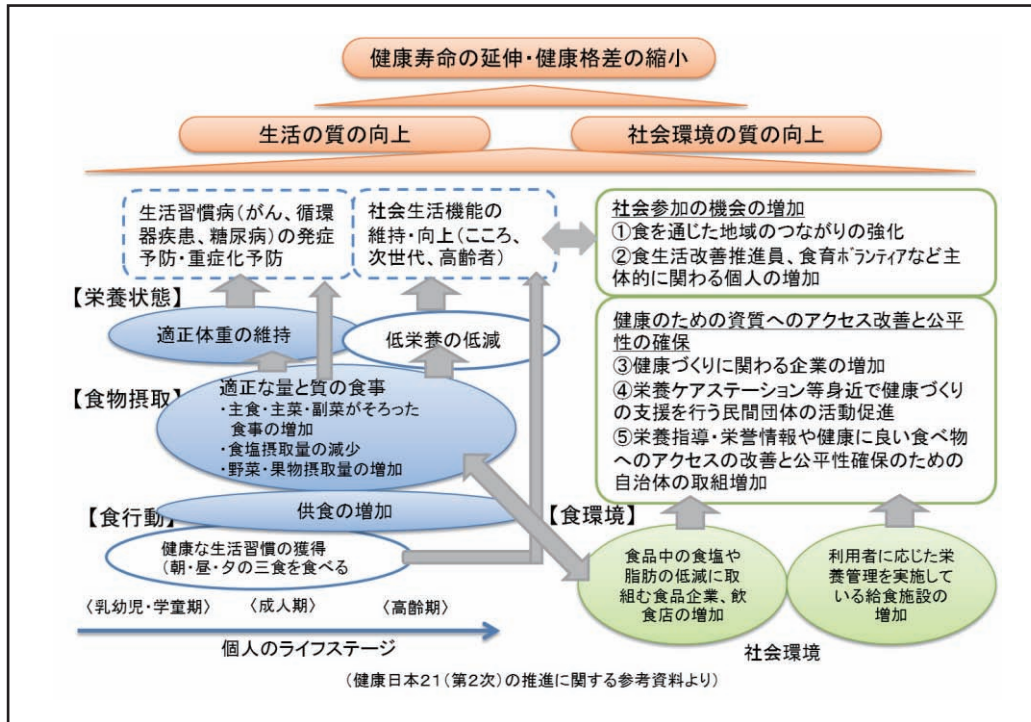 健康寿命の延伸・健康格差の縮小
生活の質の向上
社会環境の質の向上
生活習慣病(がん、循環
器疾患、糖尿病)の発症
予防・重症化予防
社会生活機能の
維持・向上(こころ、
次世代、高齢者)
社会参加の機会の増加
①食を通じた地域のつながりの強化
②食生活改善推進員、食育ボランティアなど主
体的に関わる個人の増加
【栄養状態】
適正体重の維持
低栄養の低減
健康のための資質へのアクセス改善と公平
性の確保
③健康づくりに関わる企業の増加
④栄養ケアステーション等身近で健康づくり
の支援を行う民間団体の活動促進
⑤栄養指導・栄誉情報や健康に良い食べ物
へのアクセスの改善と公平性確保のための
自治体の取組増加
【食物摂取】
適正な量と質の食事
・主食・主菜・副菜がそろった
食事の増加
・食塩摂取量の減少
・野菜・果物摂取量の増加
【食行動】
供食の増加
健康な生活習慣の獲得
(朝・昼・夕の三食を食べる)
【食環境】
食品中の食塩や
脂肪の低減に取
組む食品企業、飲
食店の増加
利用者に応じた栄
養管理を実施して
いる給食施設の
増加
〈乳幼児・学童期〉
〈成人期〉
〈高齢期〉
個人のライフステージ
社会環境
(健康日本21(第2次)の推進に関する参考資料より)